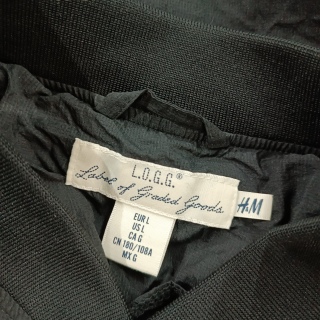 L.O.G.G.®
Label of Graded Goods
H&M
EUR L
US L
CA G
CN 180/108A
MX G